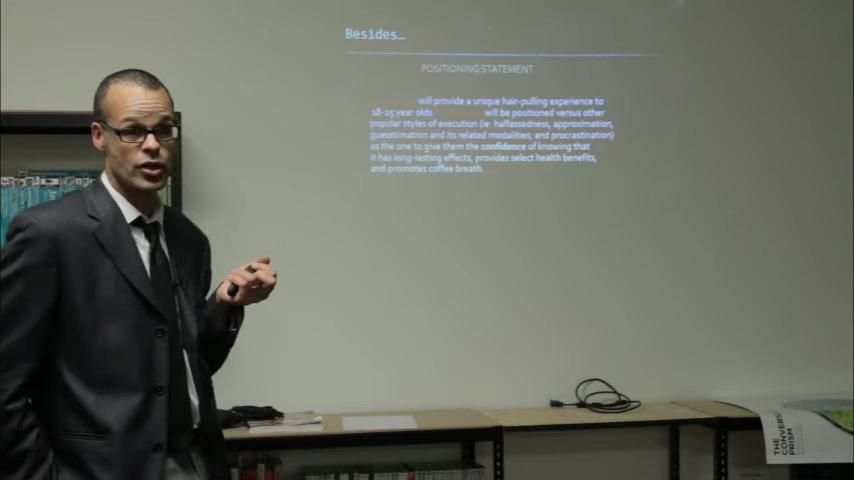 Besides…
POSITIONING STATEMENT
will provide a unique hair-pulling experience to
18-25 year olds. will be positioned versus other
popular styles of execution (ie: halfassedness, approximation,
guesstimation and its related modalities; and procrastination)
as the one to give them the confidence of knowing that
it has long-lasting effects, provides select health benefits,
and promotes coffee breath.
THE
CONVERS
PRISM